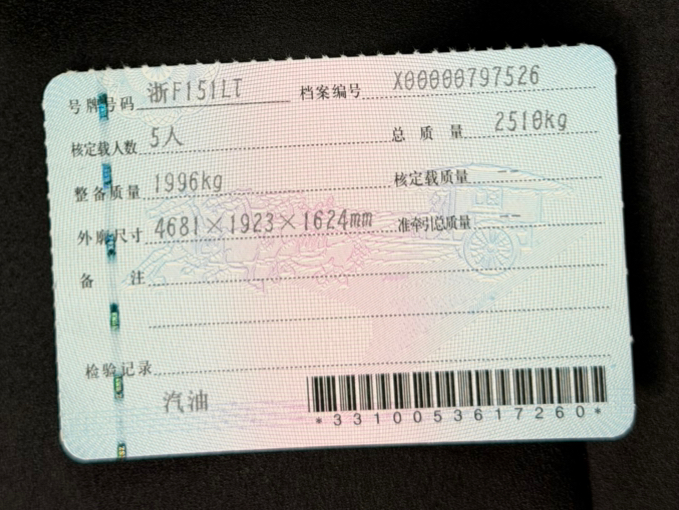 号牌号码 浙F151LT 档案编号 X00000797526
核定载人数 5人 总质量 2510kg
整备质量 1996kg 核定载质量 --
外廓尺寸 4681×1923×1624mm 准牵引总质量 --
备注
检验记录
汽油
*3310053617260*